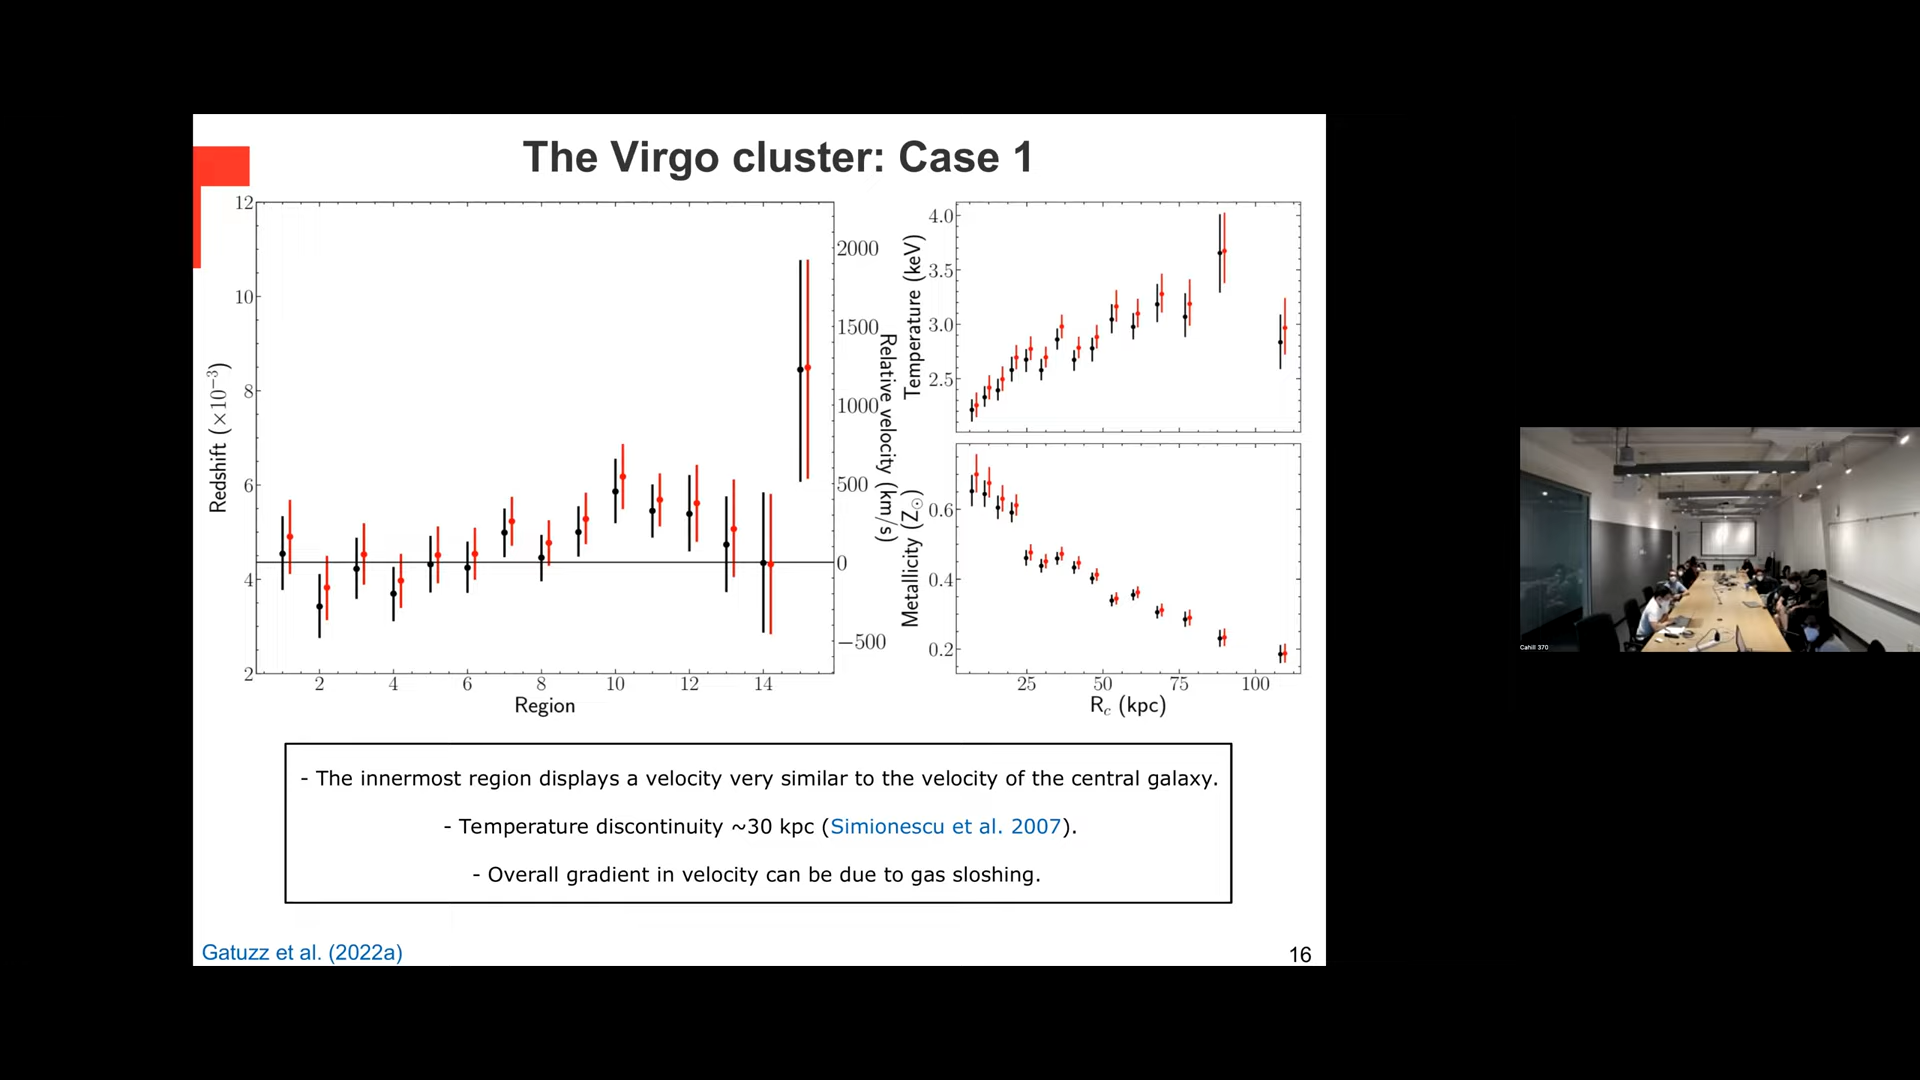 The Virgo cluster: Case 1
12
10
8
6
4
2
Redshift (×10⁻³)
2 4 6 8 10 12 14
Region
2000
1500
1000
500
0
−500
Relative velocity (km/s)
4.0
3.5
3.0
2.5
Temperature (keV)
0.6
0.4
0.2
Metallicity (Z☉)
25 50 75 100
R_c (kpc)
- The innermost region displays a velocity very similar to the velocity of the central galaxy.
- Temperature discontinuity ~30 kpc (Simionescu et al. 2007).
- Overall gradient in velocity can be due to gas sloshing.
Gatuzz et al. (2022a)
16
Cahill 370